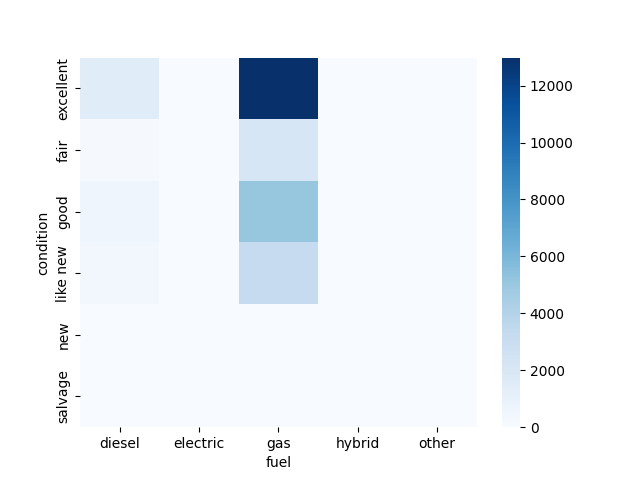 condition
excellent
fair
good
like new
new
salvage
diesel electric gas hybrid other
fuel
12000
10000
8000
6000
4000
2000
0